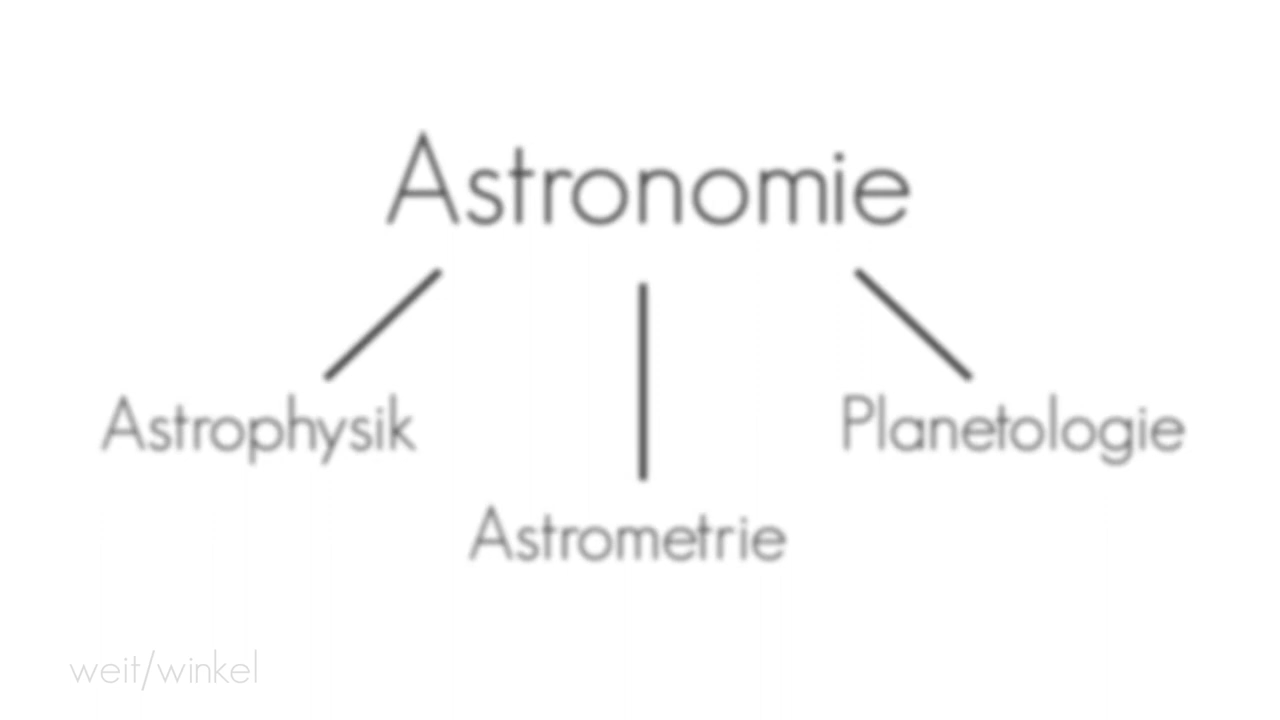 Astronomie
Astrophysik
Planetologie
Astrometrie
weit/winkel